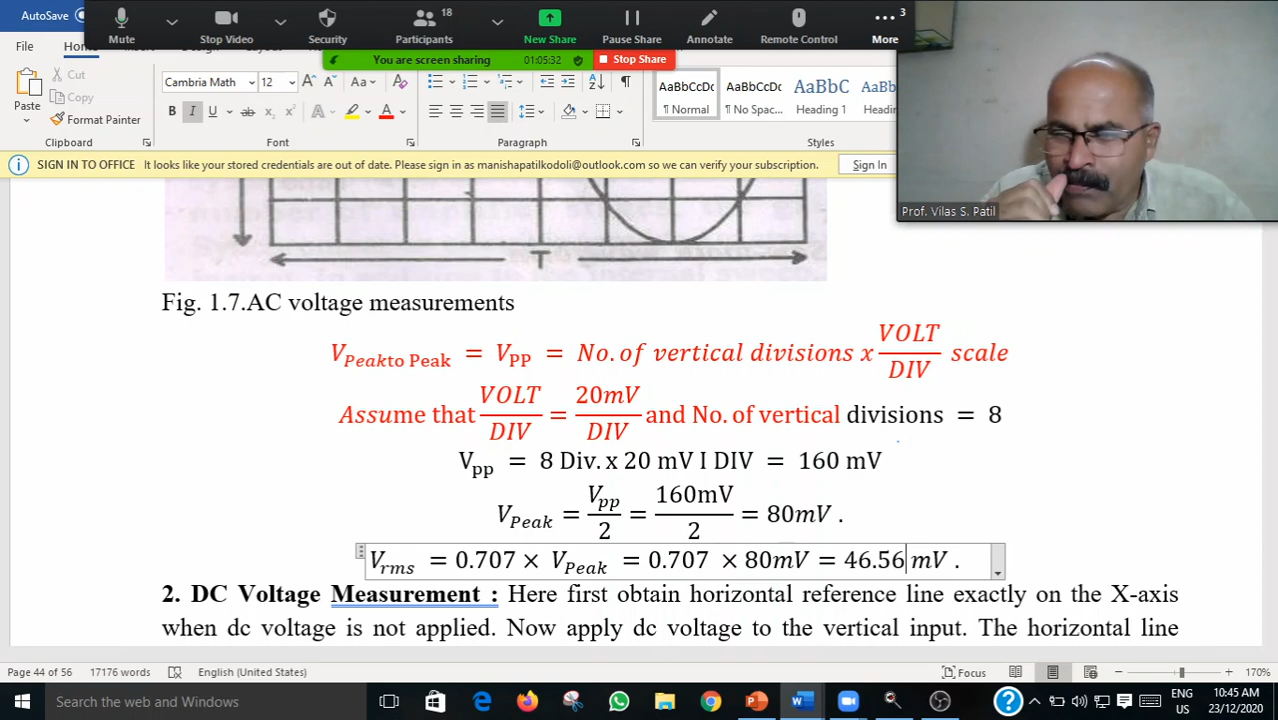 AutoSave
Mute
Stop Video
Security
18
Participants
New Share
Pause Share
Annotate
Remote Control
3
More
You are screen sharing
01:05:32
Stop Share
File
Home
Cut
Copy
Format Painter
Paste
Clipboard
Cambria Math
12
Aa
B I U ab A A
Font
Paragraph
AaBbCcDc
¶ Normal
AaBbCcDc
¶ No Spac...
AaBbC
Heading 1
AaBbC
Headin
Styles
SIGN IN TO OFFICE It looks like your stored credentials are out of date. Please sign in as manishapatilkodoli@outlook.com so we can verify your subscription.
Sign In
Prof. Vilas S. Patil
T
Fig. 1.7.AC voltage measurements
V_Peakto Peak = V_PP = No. of vertical divisions x VOLT/DIV scale
Assume that VOLT/DIV = 20mV/DIV and No. of vertical divisions = 8
V_pp = 8 Div. x 20 mV I DIV = 160 mV
V_Peak = V_pp/2 = 160mV/2 = 80mV .
V_rms = 0.707 × V_Peak = 0.707 × 80mV = 46.56 mV .
2. DC Voltage Measurement : Here first obtain horizontal reference line exactly on the X-axis
when dc voltage is not applied. Now apply dc voltage to the vertical input. The horizontal line
Page 44 of 56
17176 words
English (United States)
Focus
170%
Search the web and Windows
ENG
US
10:45 AM
23/12/2020